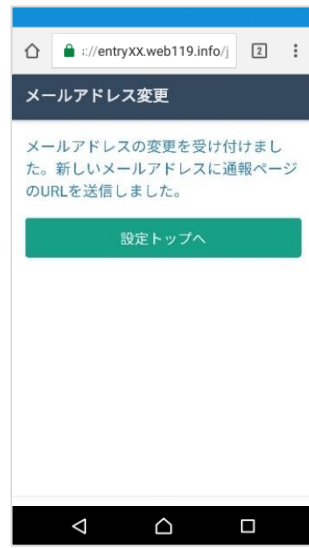 ://entryXX.web119.info/j
2
メールアドレス変更
メールアドレスの変更を受け付けまし
た。新しいメールアドレスに通報ページ
のURLを送信しました。
設定トップへ